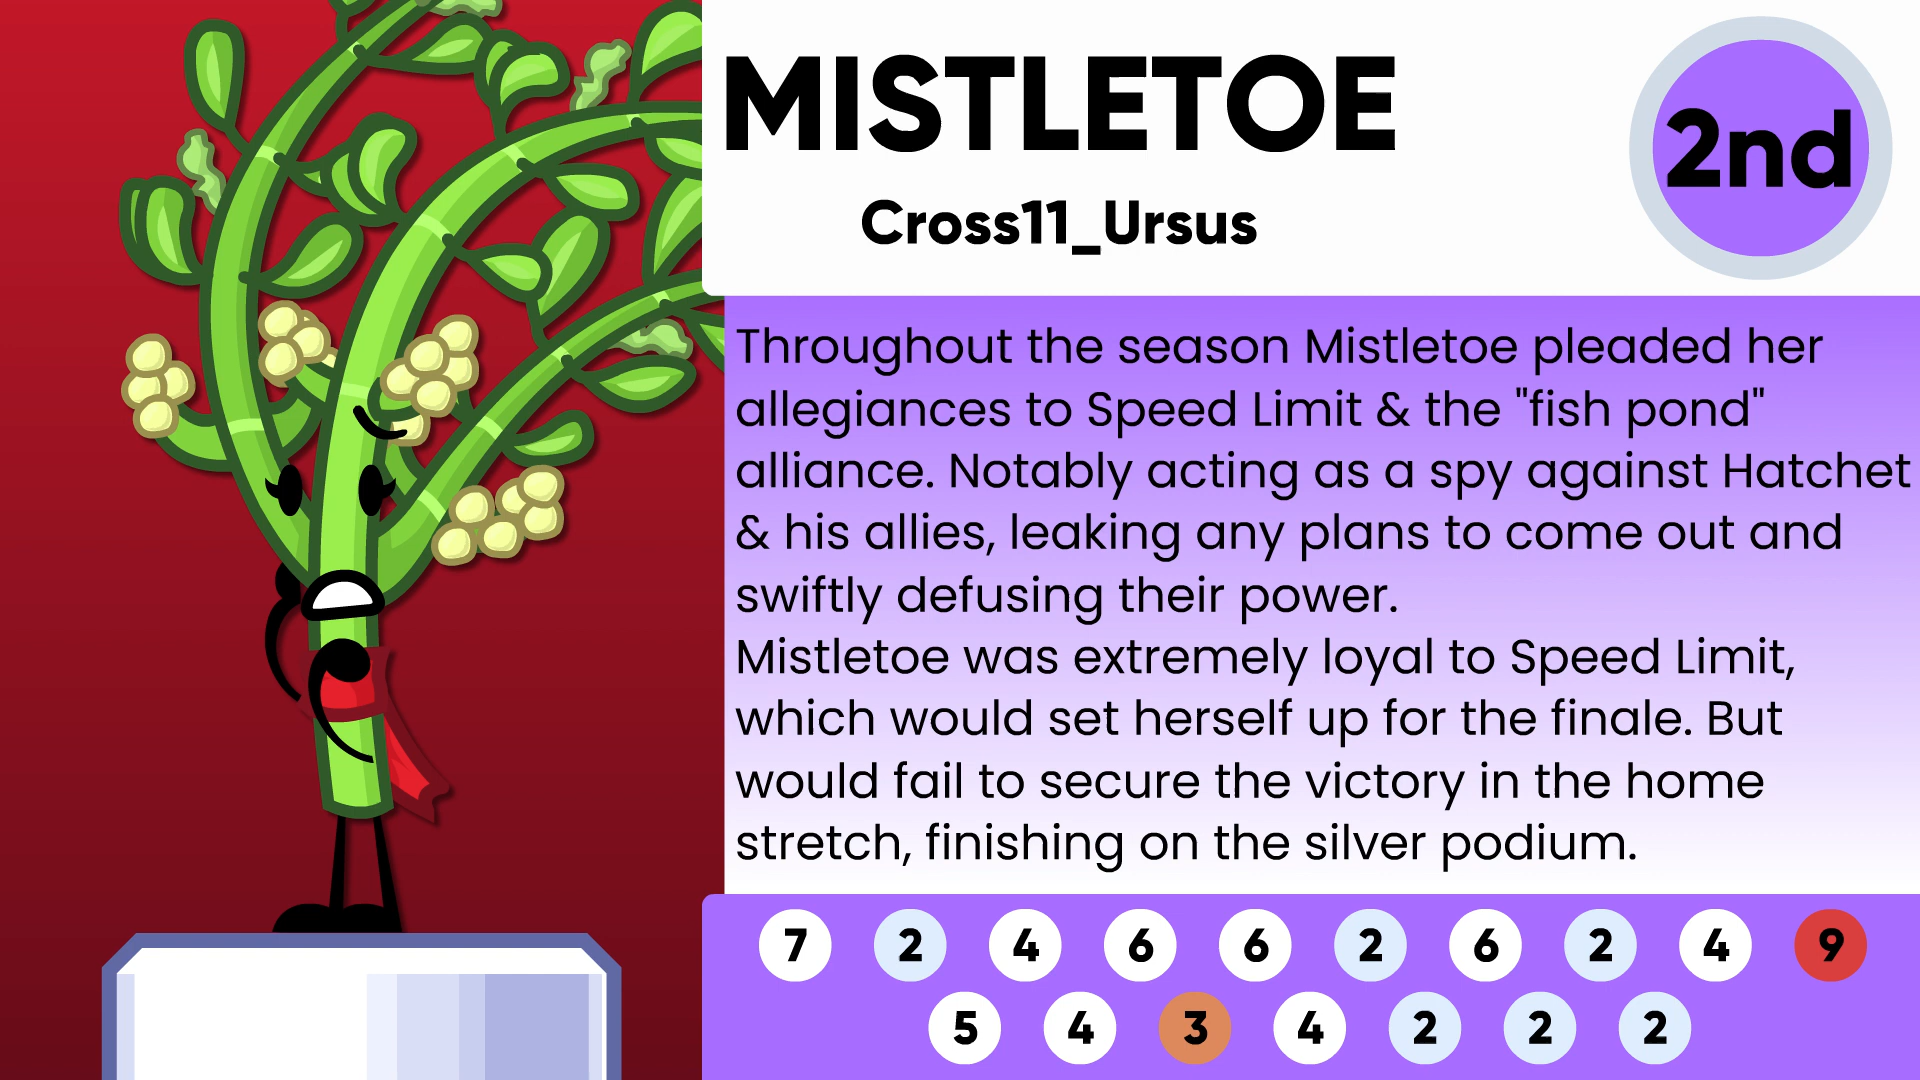 MISTLETOE
2nd
Cross11_Ursus
Throughout the season Mistletoe pleaded her
allegiances to Speed Limit & the "fish pond"
alliance. Notably acting as a spy against Hatchet
& his allies, leaking any plans to come out and
swiftly defusing their power.
Mistletoe was extremely loyal to Speed Limit,
which would set herself up for the finale. But
would fail to secure the victory in the home
stretch, finishing on the silver podium.
7 2 4 6 6 2 6 2 4 9
5 4 3 4 2 2 2